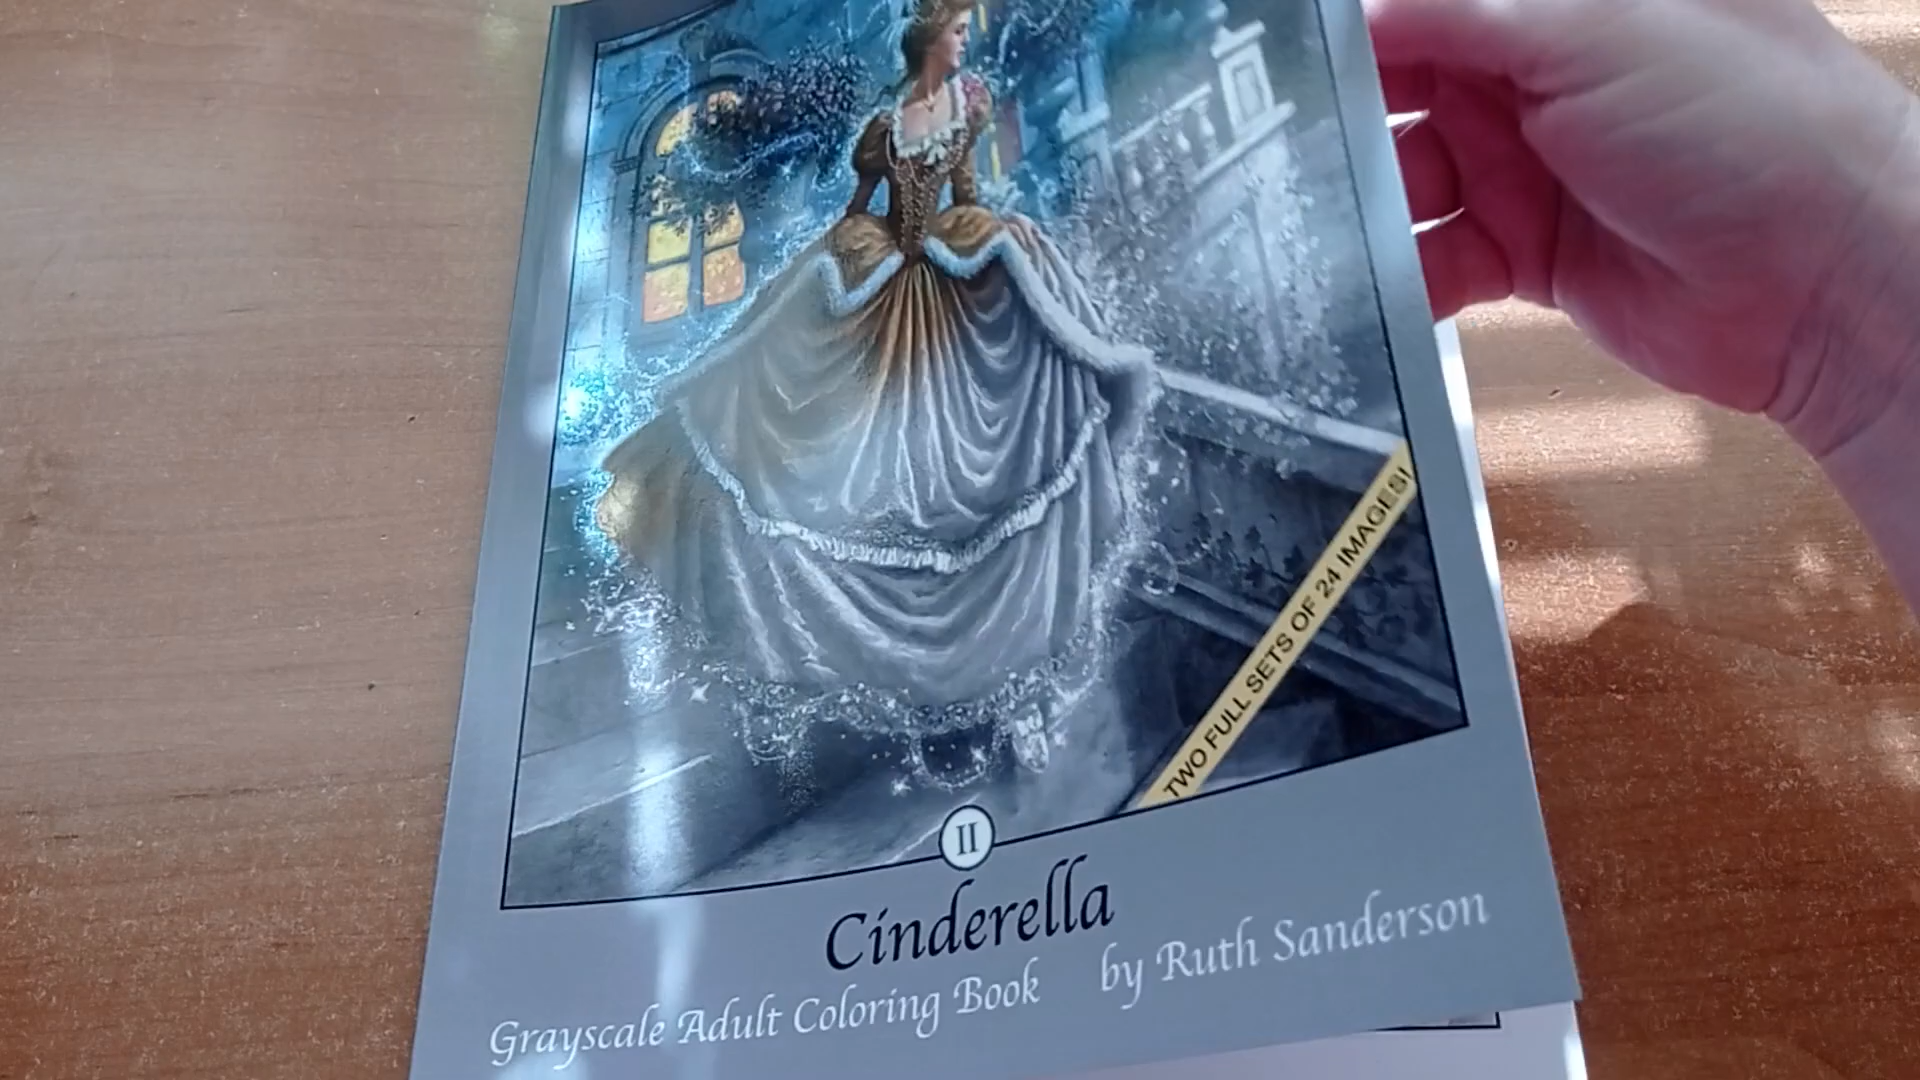 TWO FULL SETS OF 24 IMAGES!
II
Cinderella
Grayscale Adult Coloring Book by Ruth Sanderson